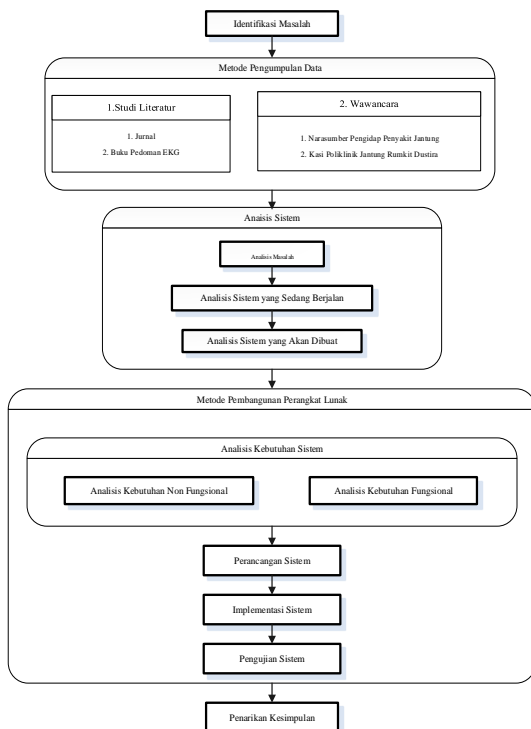 Identifikasi Masalah
Metode Pengumpulan Data
1.Studi Literatur
1. Jurnal
2. Buku Pedoman EKG
2. Wawancara
1. Narasumber Pengidap Penyakit Jantung
2. Kasi Poliklinik Jantung Rumkit Dustira
Anaisis Sistem
Analisis Masalah
Analisis Sistem yang Sedang Berjalan
Analisis Sistem yang Akan Dibuat
Metode Pembangunan Perangkat Lunak
Analisis Kebutuhan Sistem
Analisis Kebutuhan Non Fungsional
Analisis Kebutuhan Fungsional
Perancangan Sistem
Implementasi Sistem
Pengujian Sistem
Penarikan Kesimpulan